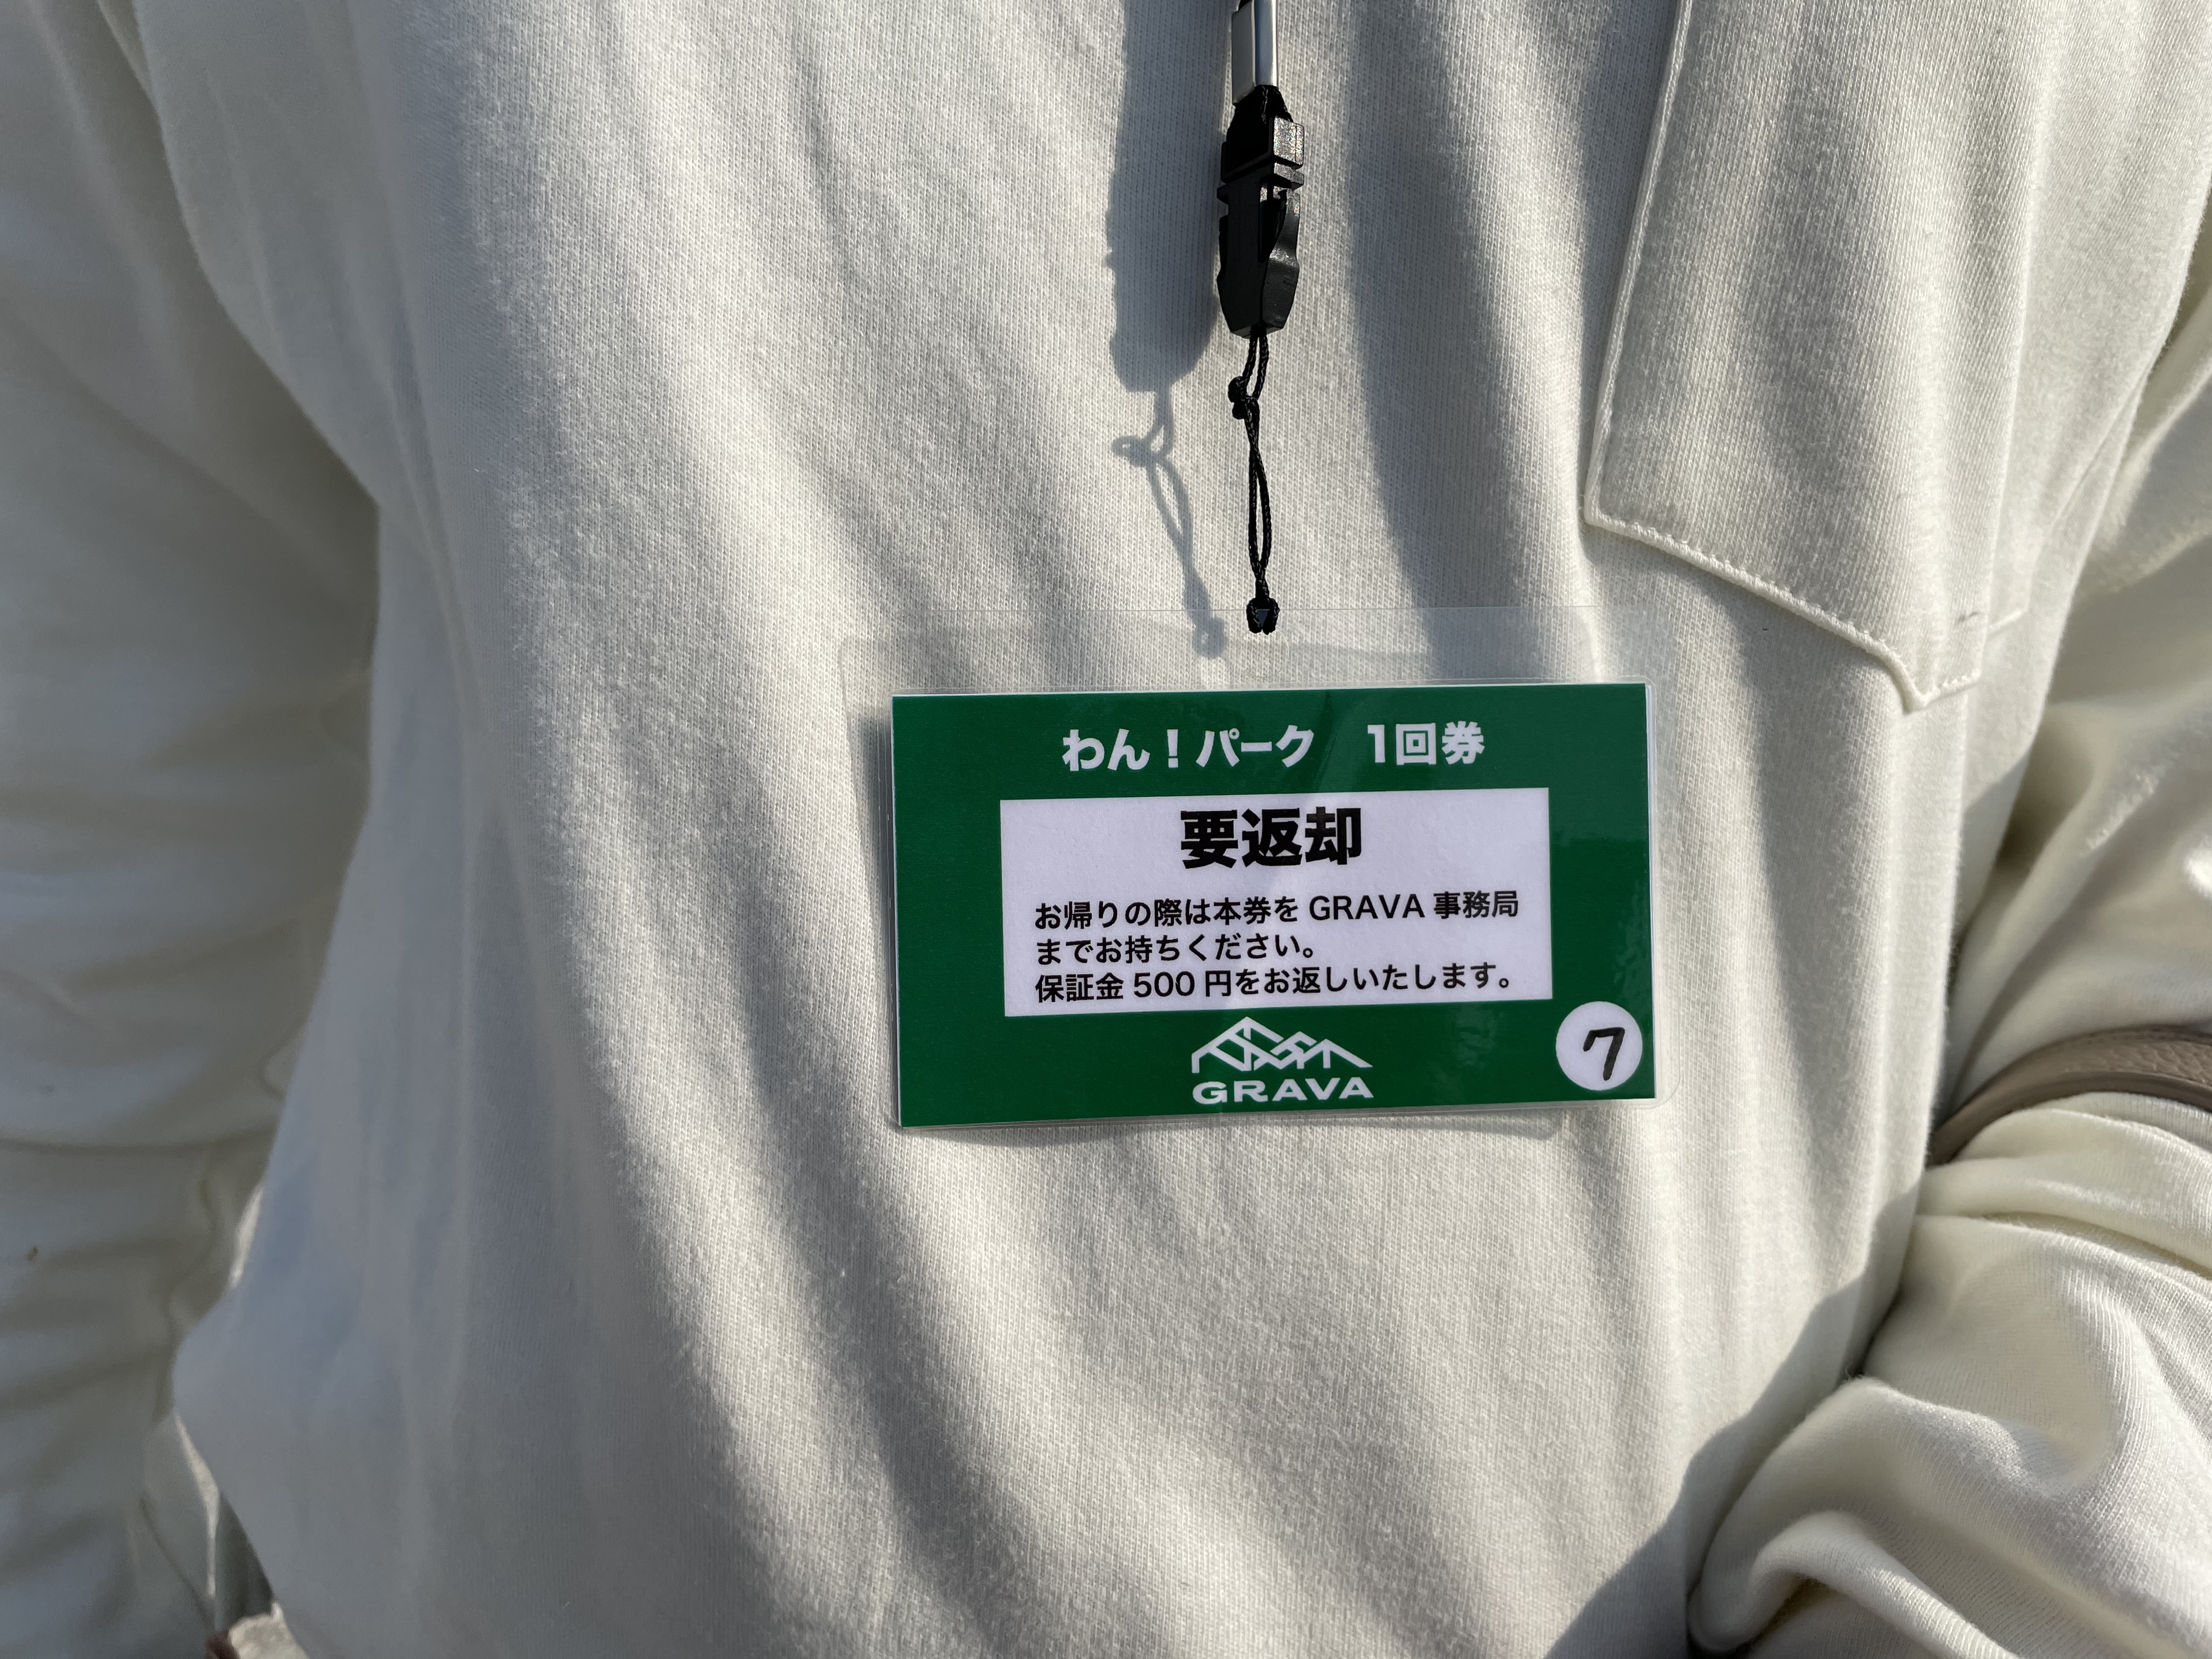 わん！パーク　1回券
要返却
お帰りの際は本券を GRAVA 事務局
までお持ちください。
保証金 500 円をお返しいたします。
GRAVA
7